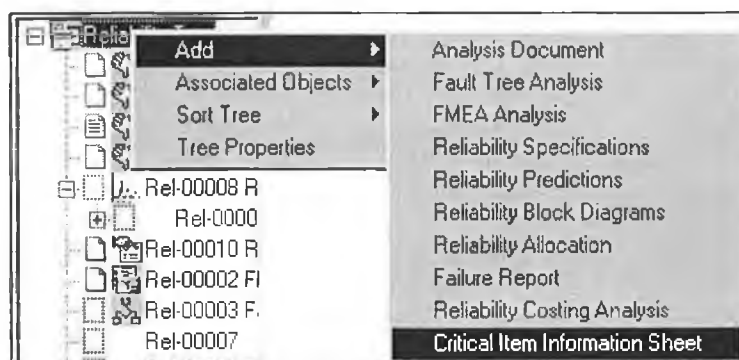 Relia
Add
Associated Objects
Sort Tree
Tree Properties
Rel-00008 R
Rel-0000
Rel-00010 R
Rel-00002 Fl
Rel-00003 F.
Rel-00007
Analysis Document
Fault Tree Analysis
FMEA Analysis
Reliability Specifications
Reliability Predictions
Reliability Block Diagrams
Reliability Allocation
Failure Report
Reliability Costing Analysis
Critical Item Information Sheet